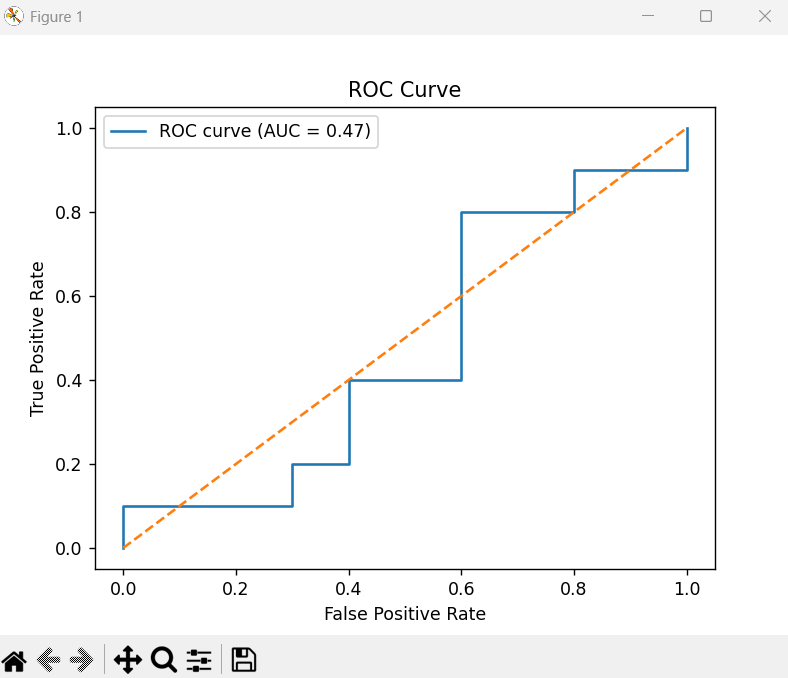 Figure 1
ROC Curve
ROC curve (AUC = 0.47)
1.0
0.8
0.6
0.4
0.2
0.0
True Positive Rate
0.0 0.2 0.4 0.6 0.8 1.0
False Positive Rate